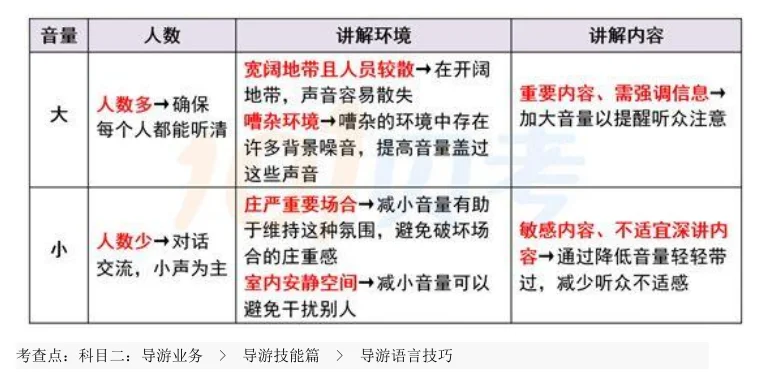 音量 人数 讲解环境 讲解内容
大
人数多→确保
每个人都能听清
宽阔地带且人员较散→在开阔
地带，声音容易散失
嘈杂环境→嘈杂的环境中存在
许多背景噪音，提高音量盖过
这些声音
重要内容、需强调信息→
加大音量以提醒听众注意
小
人数少→对话
交流，小声为主
庄严重要场合→减小音量有助
于维持这种氛围，避免破坏场
合的庄重感
室内安静空间→减小音量可以
避免干扰别人
敏感内容、不适宜深讲内
容→通过降低音量轻轻带
过，减少听众不适感
考查点：科目二：导游业务 > 导游技能篇 > 导游语言技巧